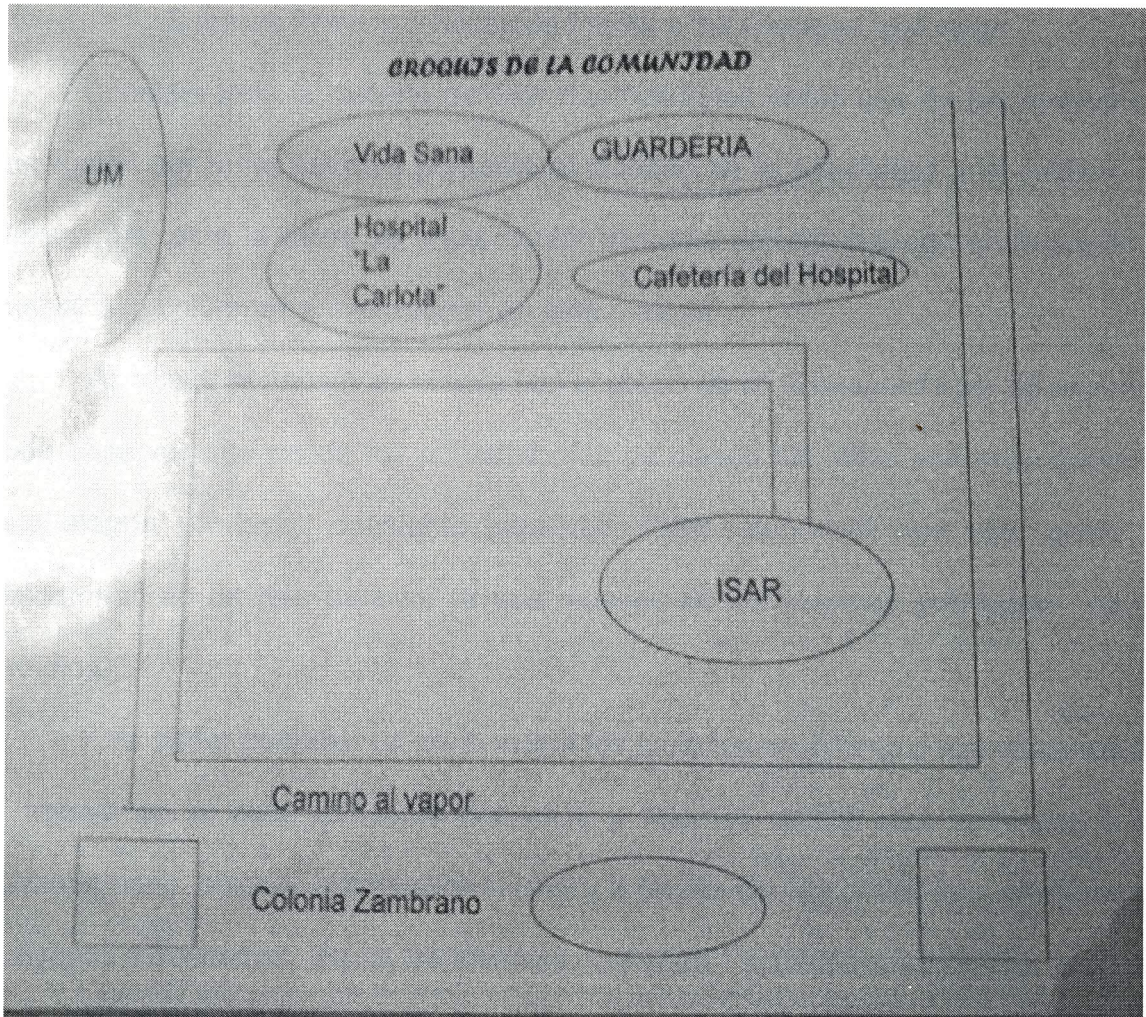 CROQUIS DE LA COMUNIDAD
UM
Vida Sana
GUARDERIA
Hospital
"La
Carlota"
Cafetería del Hospital
ISAR
Camino al vapor
Colonia Zambrano